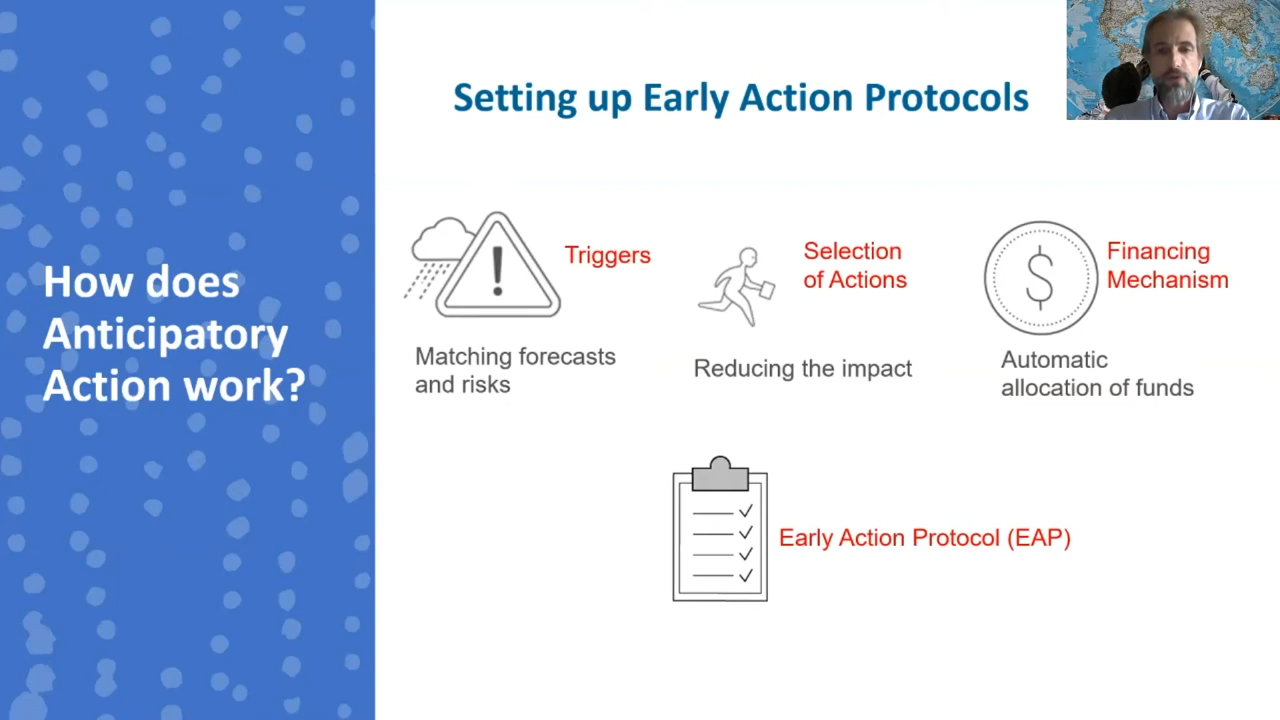 How does
Anticipatory
Action work?
Setting up Early Action Protocols
Triggers
Matching forecasts
and risks
Selection
of Actions
Reducing the impact
Financing
Mechanism
Automatic
allocation of funds
Early Action Protocol (EAP)